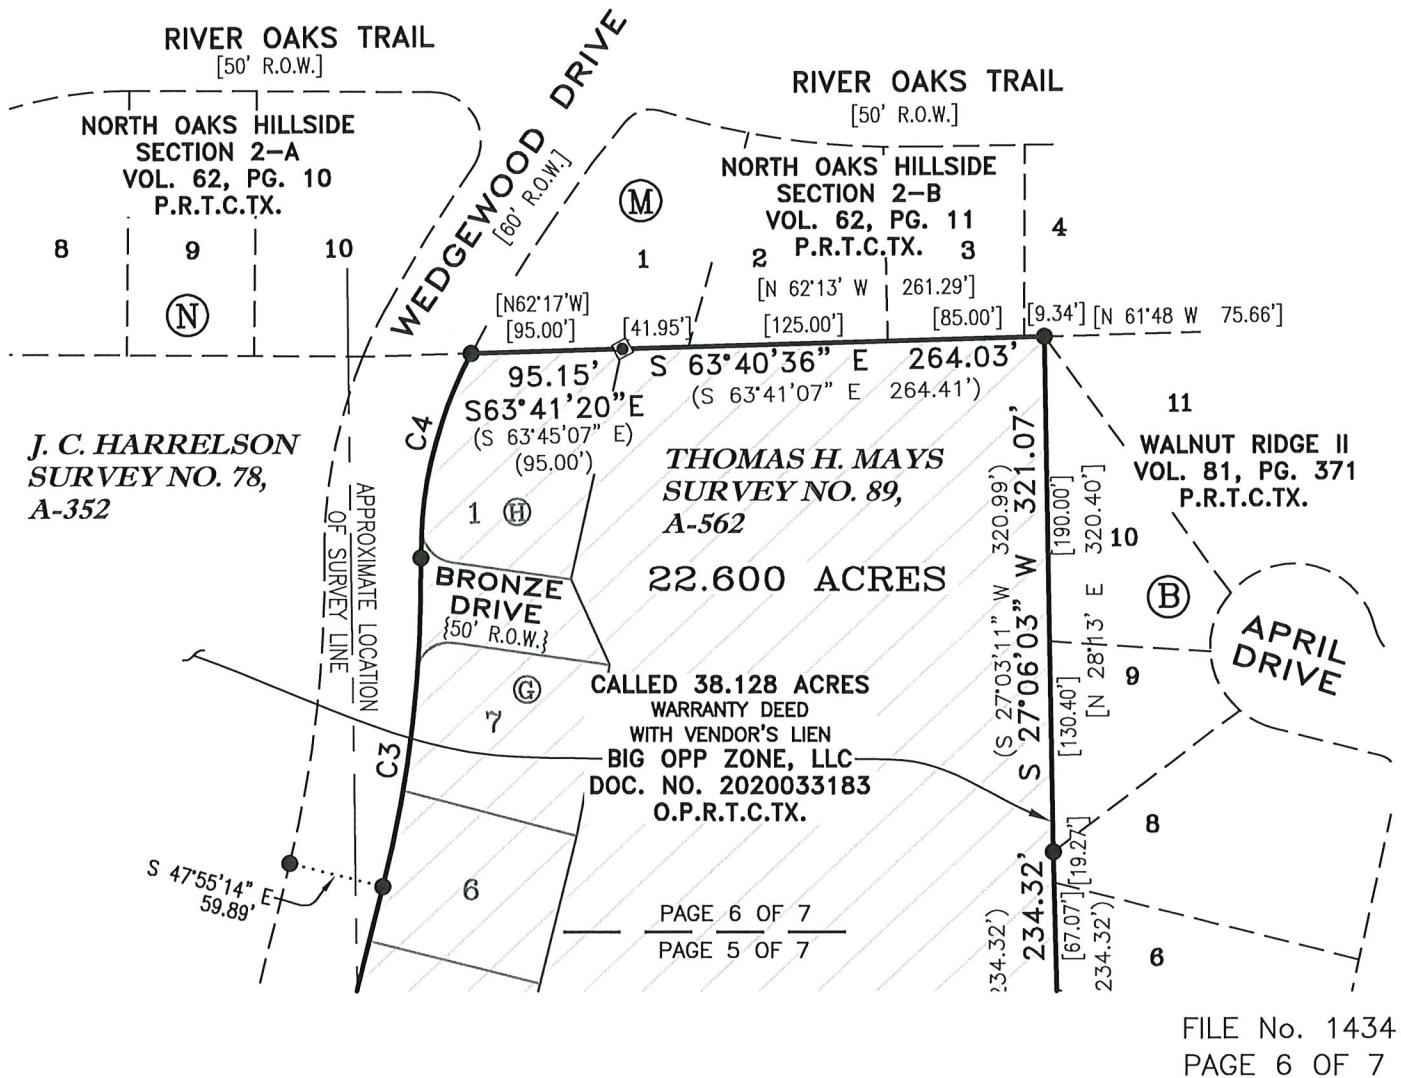 RIVER OAKS TRAIL
[50' R.O.W.]
WEDGEWOOD DRIVE
[60' R.O.W.]
RIVER OAKS TRAIL
[50' R.O.W.]
NORTH OAKS HILLSIDE
SECTION 2-A
VOL. 62, PG. 10
P.R.T.C.TX.
8
9
10
N
M
1
NORTH OAKS HILLSIDE
SECTION 2-B
VOL. 62, PG. 11
P.R.T.C.TX.
2
3
4
[N62°17'W]
[95.00']
[41.95']
[N 62°13' W 261.29']
[125.00']
[85.00']
[9.34']
[N 61°48 W 75.66']
95.15'
S63°41'20"E
(S 63°45'07" E)
(95.00')
S 63°40'36" E 264.03'
(S 63°41'07" E 264.41')
C4
J. C. HARRELSON
SURVEY NO. 78,
A-352
THOMAS H. MAYS
SURVEY NO. 89,
A-562
22.600 ACRES
APPROXIMATE LOCATION
OF SURVEY LINE
1 H
BRONZE
DRIVE
{50' R.O.W.}
G
7
C3
6
CALLED 38.128 ACRES
WARRANTY DEED
WITH VENDOR'S LIEN
BIG OPP ZONE, LLC
DOC. NO. 2020033183
O.P.R.T.C.TX.
S 27°06'03" W 321.07'
(S 27°03'11" W 320.99')
[N 28°13' E 320.40']
[190.00']
[130.40']
11
WALNUT RIDGE II
VOL. 81, PG. 371
P.R.T.C.TX.
10
B
9
APRIL
DRIVE
8
6
[19.27']
[67.07']
234.32'
234.32')
234.32')
S 47°55'14" E
59.89'
PAGE 6 OF 7
PAGE 5 OF 7
FILE No. 1434
PAGE 6 OF 7